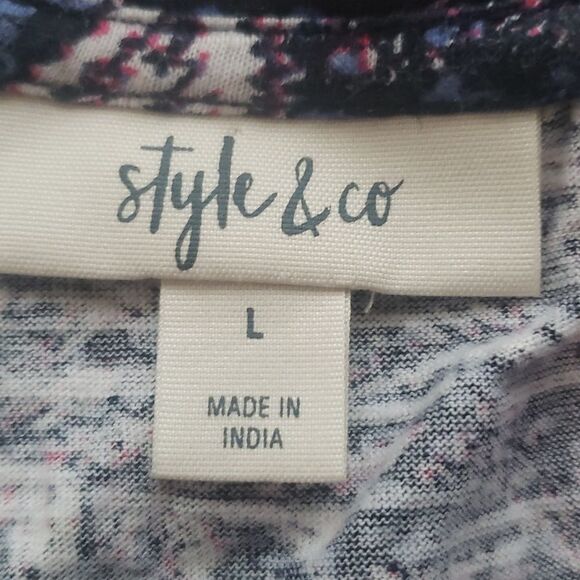 style & co
L
MADE IN
INDIA